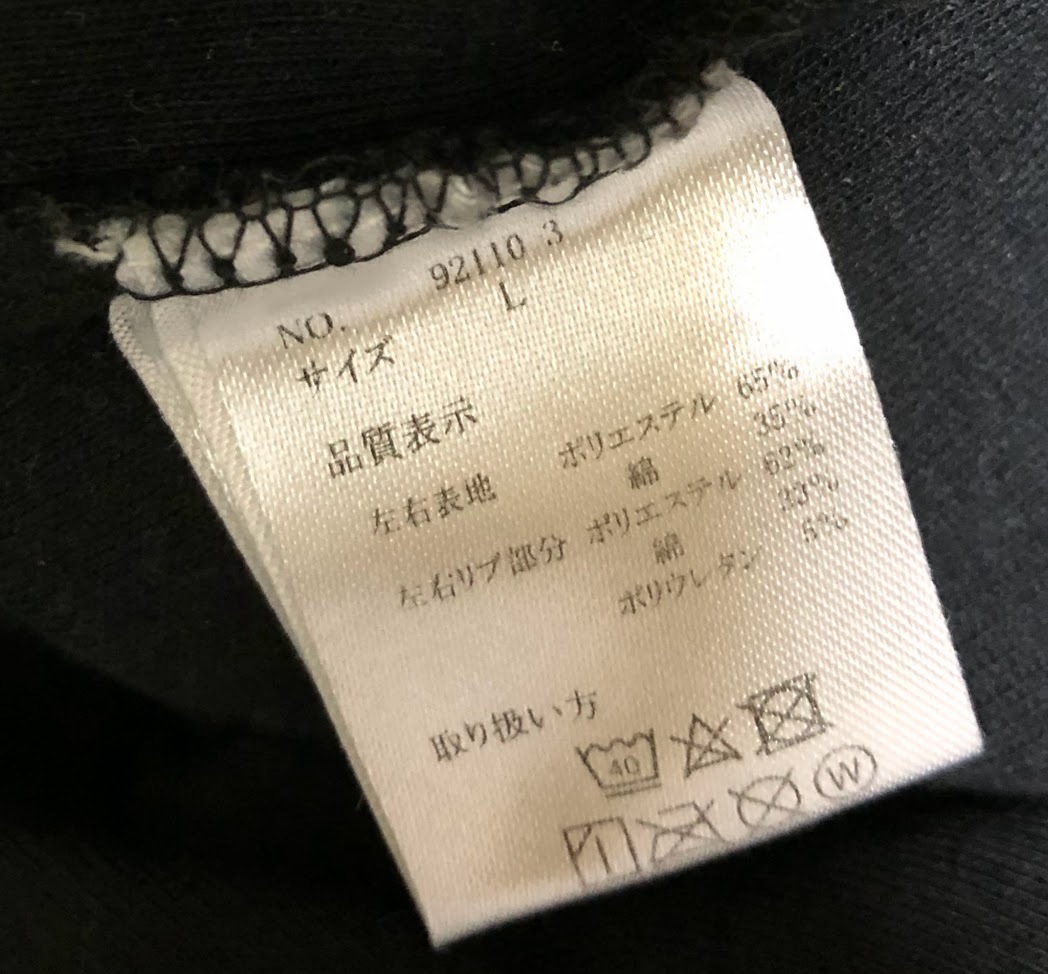 NO. 92110 3
サイズ L
品質表示
左右表地 ポリエステル 65%
綿 35%
左右リブ部分 ポリエステル 62%
綿 33%
ポリウレタン 5%
取り扱い方
40
W